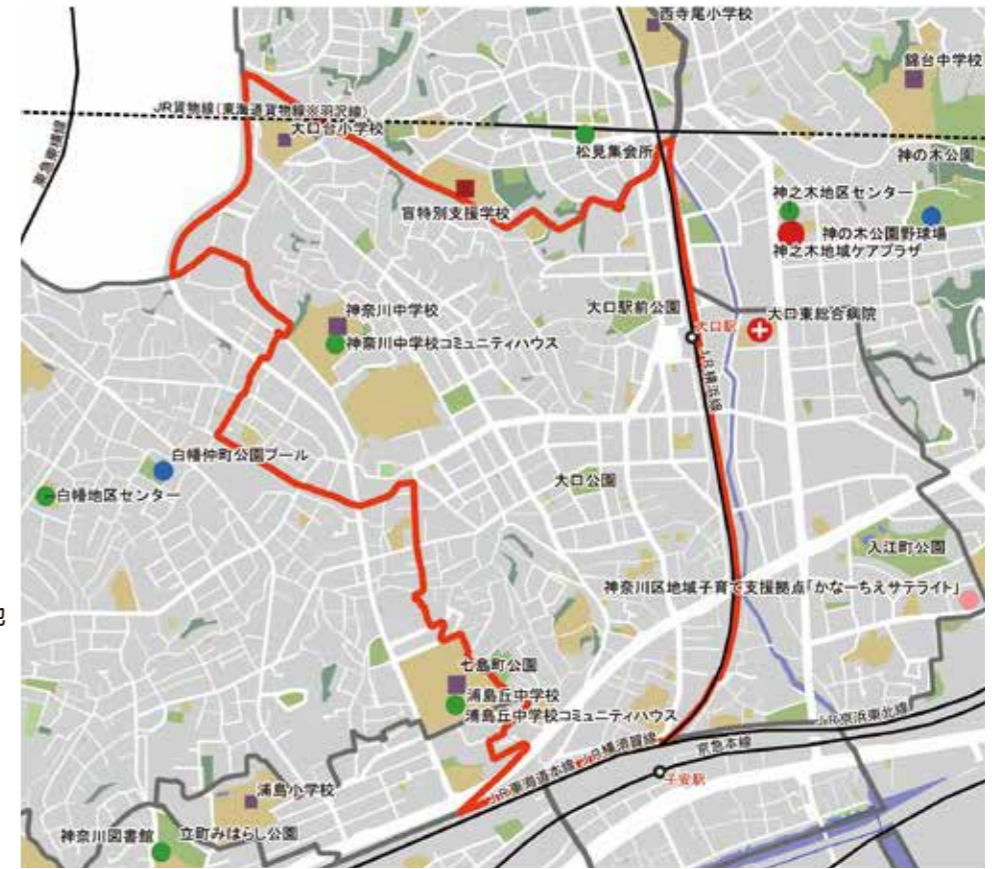 西寺尾小学校
錦台中学校
JR貨物線(東海道貨物線※羽沢線)
大口台小学校
東急東横線
松見集会所
神の木公園
盲特別支援学校
神之木地区センター
神の木公園野球場
神之木地域ケアプラザ
神奈川中学校
大口駅前公園
大口駅
大口東総合病院
神奈川中学校コミュニティハウス
JR横浜線
白幡仲町公園プール
大口公園
白幡地区センター
入江町公園
神奈川区地域子育て支援拠点「かなーちえサテライト」
七島町公園
浦島丘中学校
浦島丘中学校コミュニティハウス
JR京浜東北線
JR東海道本線・JR横須賀線
京急本線
子安駅
浦島小学校
神奈川図書館
立町みはらし公園